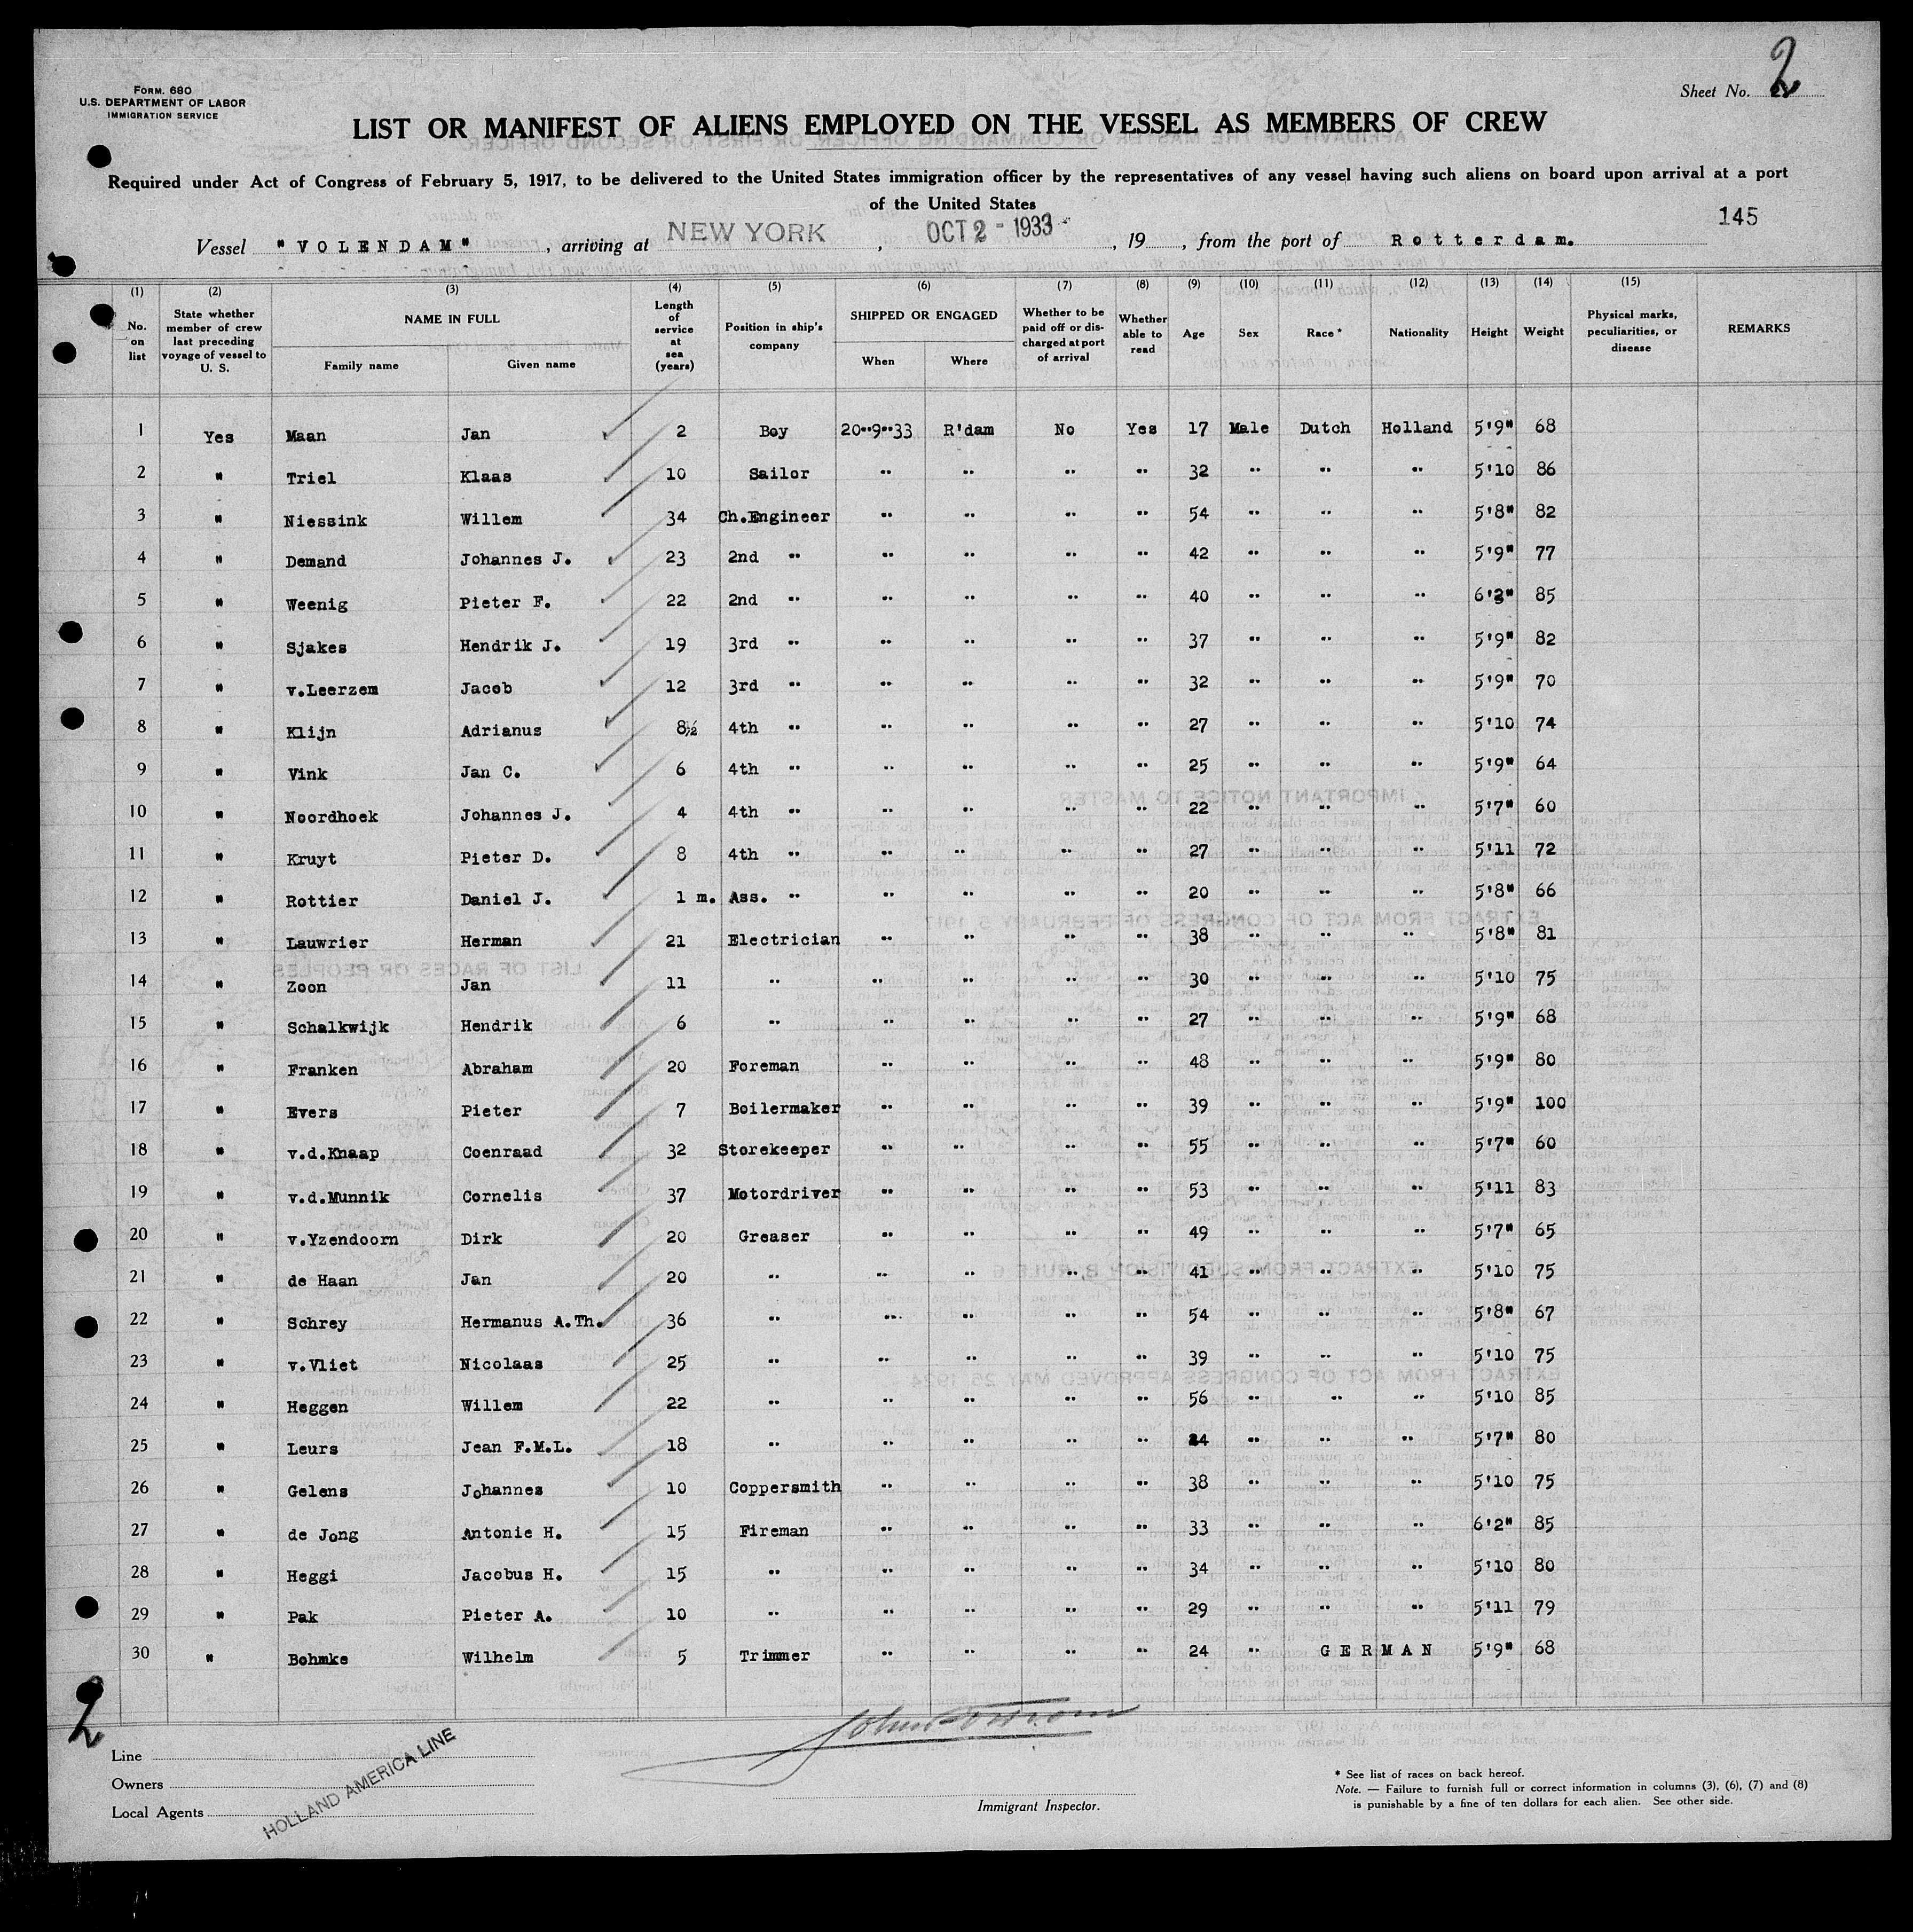 FORM. 680
U.S. DEPARTMENT OF LABOR
IMMIGRATION SERVICE
Sheet No. 2
LIST OR MANIFEST OF ALIENS EMPLOYED ON THE VESSEL AS MEMBERS OF CREW
Required under Act of Congress of February 5, 1917, to be delivered to the United States immigration officer by the representatives of any vessel having such aliens on board upon arrival at a port
of the United States
145
Vessel "VOLENDAM", arriving at NEW YORK, OCT 2 - 1933, 19, from the port of Rotterdam.
(1) (2) (3) (4) (5) (6) (7) (8) (9) (10) (11) (12) (13) (14) (15)
No. on list State whether member of crew last preceding voyage of vessel to U. S. NAME IN FULL Family name Given name Length of service at sea (years) Position in ship's company SHIPPED OR ENGAGED When Where Whether to be paid off or discharged at port of arrival Whether able to read Age Sex Race * Nationality Height Weight Physical marks, peculiarities, or disease REMARKS
1 Yes Maan Jan 2 Boy 20--9--33 R'dam No Yes 17 Male Dutch Holland 5'9" 68
2 " Triel Klaas 10 Sailor " " " " 32 " " " 5'10 86
3 " Niessink Willem 34 Ch.Engineer " " " " 54 " " " 5'8" 82
4 " Demand Johannes J. 23 2nd " " " " " 42 " " " 5'9" 77
5 " Weenig Pieter F. 22 2nd " " " " " 40 " " " 6' 85
6 " Sjakes Hendrik J. 19 3rd " " " " " 37 " " " 5'9" 82
7 " v.Leerzem Jacob 12 3rd " " " " " 32 " " " 5'9" 70
8 " Klijn Adrianus 8½ 4th " " " " " 27 " " " 5'10 74
9 " Vink Jan C. 6 4th " " " " " 25 " " " 5'9" 64
10 " Noordhoek Johannes J. 4 4th " " " " " 22 " " " 5'7" 60
11 " Kruyt Pieter D. 8 4th " " " " " 27 " " " 5'11 72
12 " Rottier Daniel J. 1 m. Ass. " " " " " 20 " " " 5'8" 66
13 " Lauwrier Herman 21 Electrician " " " " 38 " " " 5'8" 81
14 " Zoon Jan 11 " " " " " 30 " " " 5'10 75
15 " Schalkwijk Hendrik 6 " " " " " 27 " " " 5'9" 68
16 " Franken Abraham 20 Foreman " " " " 48 " " " 5'9" 80
17 " Evers Pieter 7 Boilermaker " " " " 39 " " " 5'9" 100
18 " v.d.Knaap Coenraad 32 Storekeeper " " " " 55 " " " 5'7" 60
19 " v.d.Munnik Cornelis 37 Motordriver " " " " 53 " " " 5'11 83
20 " v.Yzendoorn Dirk 20 Greaser " " " " 49 " " " 5'7" 65
21 " de Haan Jan 20 " " " " " 41 " " " 5'10 75
22 " Schrey Hermanus A.Th. 36 " " " " " 54 " " " 5'8" 67
23 " v.Vliet Nicolaas 25 " " " " " 39 " " " 5'10 75
24 " Heggen Willem 22 " " " " " 56 " " " 5'10 85
25 " Leurs Jean F.M.L. 18 " " " " " " " " 5'7" 80
26 " Gelens Johannes 10 Coppersmith " " " " 38 " " " 5'10 75
27 " de Jong Antonie H. 15 Fireman " " " " 33 " " " 6'2" 85
28 " Heggi Jacobus H. 15 " " " " " 34 " " " 5'10 80
29 " Pak Pieter A. 10 " " " " " 29 " " " 5'11 79
30 " Bohmke Wilhelm 5 Trimmer " " " " 24 " GERMAN 5'9" 68
2
Line
Owners
Local Agents
HOLLAND AMERICA LINE
Immigrant Inspector.
* See list of races on back hereof.
Note. — Failure to furnish full or correct information in columns (3), (6), (7) and (8)
is punishable by a fine of ten dollars for each alien. See other side.